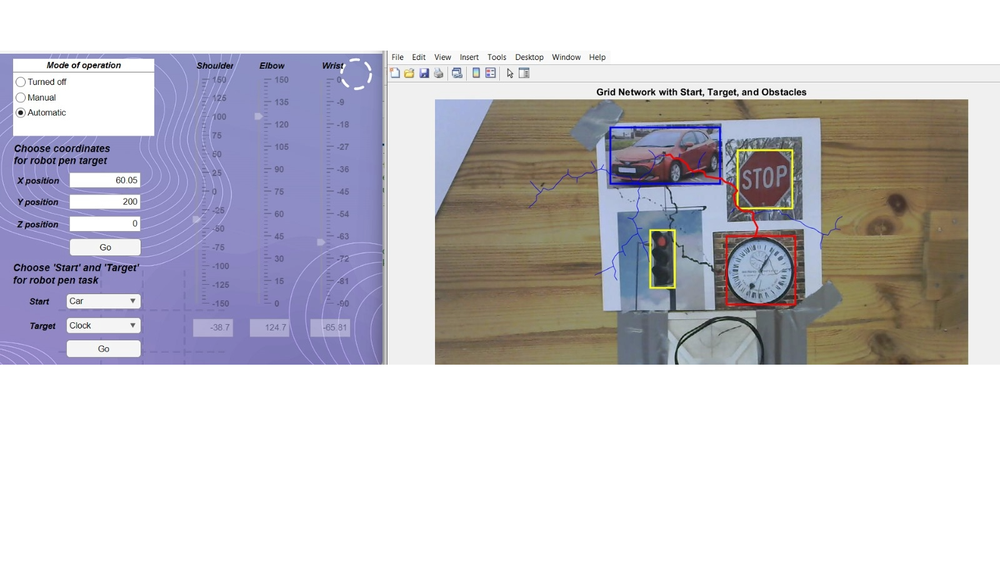 Mode of operation
Turned off
Manual
Automatic
Choose coordinates
for robot pen target
X position 60.05
Y position 200
Z position 0
Go
Choose 'Start' and 'Target'
for robot pen task
Start Car
Target Clock
Go
Shoulder Elbow Wrist
150 150 0
125 135 -9
100 120 -18
75 105 -27
50 90 -36
25 75 -45
0 60 -54
-25 45 -63
-50 30 -72
-75 15 -81
-100 0 -90
-125
-150
-38.7 124.7 -65.81
File Edit View Insert Tools Desktop Window Help
Grid Network with Start, Target, and Obstacles
STOP